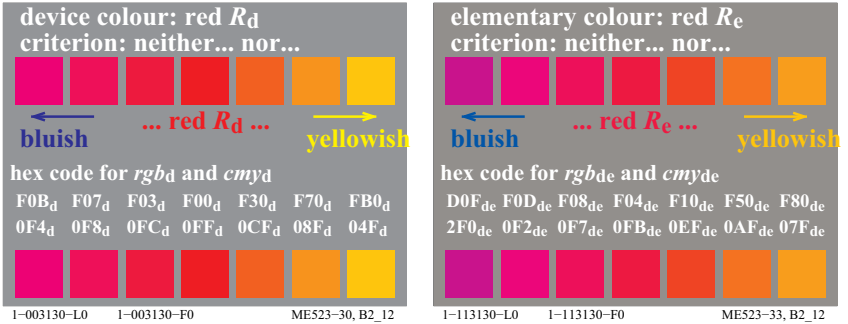 device colour: red Rd
criterion: neither... nor...
... red Rd ...
bluish
yellowish
hex code for rgbd and cmyd
F0Bd F07d F03d F00d F30d F70d FB0d
0F4d 0F8d 0FCd 0FFd 0CFd 08Fd 04Fd
1−003130−L0 1−003130−F0 ME523−30, B2_12
elementary colour: red Re
criterion: neither... nor...
... red Re ...
bluish
yellowish
hex code for rgbde and cmyde
D0Fde F0Dde F08de F04de F10de F50de F80de
2F0de 0F2de 0F7de 0FBde 0EFde 0AFde 07Fde
1−113130−L0 1−113130−F0 ME523−33, B2_12